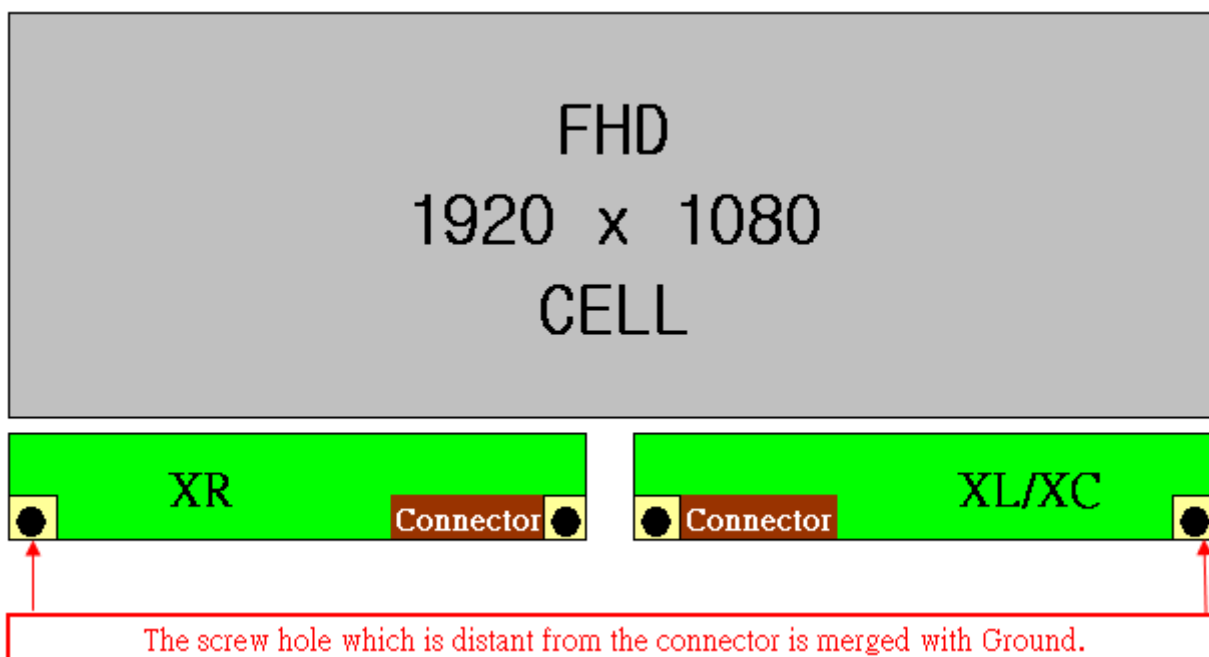 FHD
1920 x 1080
CELL
XR
XL/XC
Connector
Connector
The screw hole which is distant from the connector is merged with Ground.